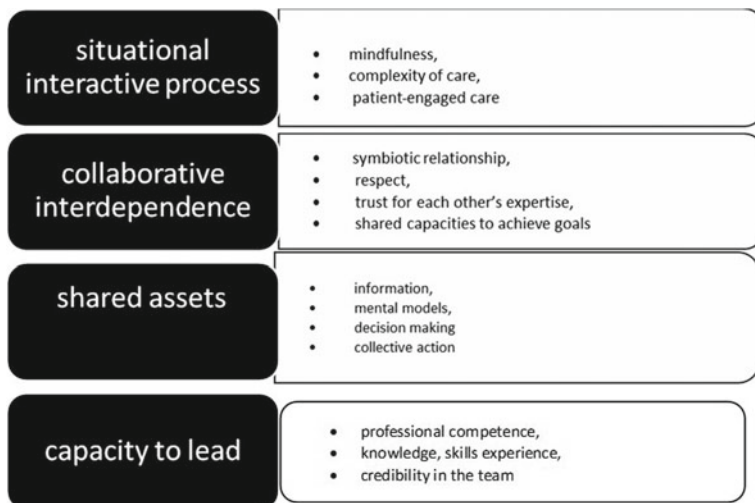 situational
interactive process
• mindfulness,
• complexity of care,
• patient-engaged care
collaborative
interdependence
• symbiotic relationship,
• respect,
• trust for each other's expertise,
• shared capacities to achieve goals
shared assets
• information,
• mental models,
• decision making
• collective action
capacity to lead
• professional competence,
• knowledge, skills experience,
• credibility in the team